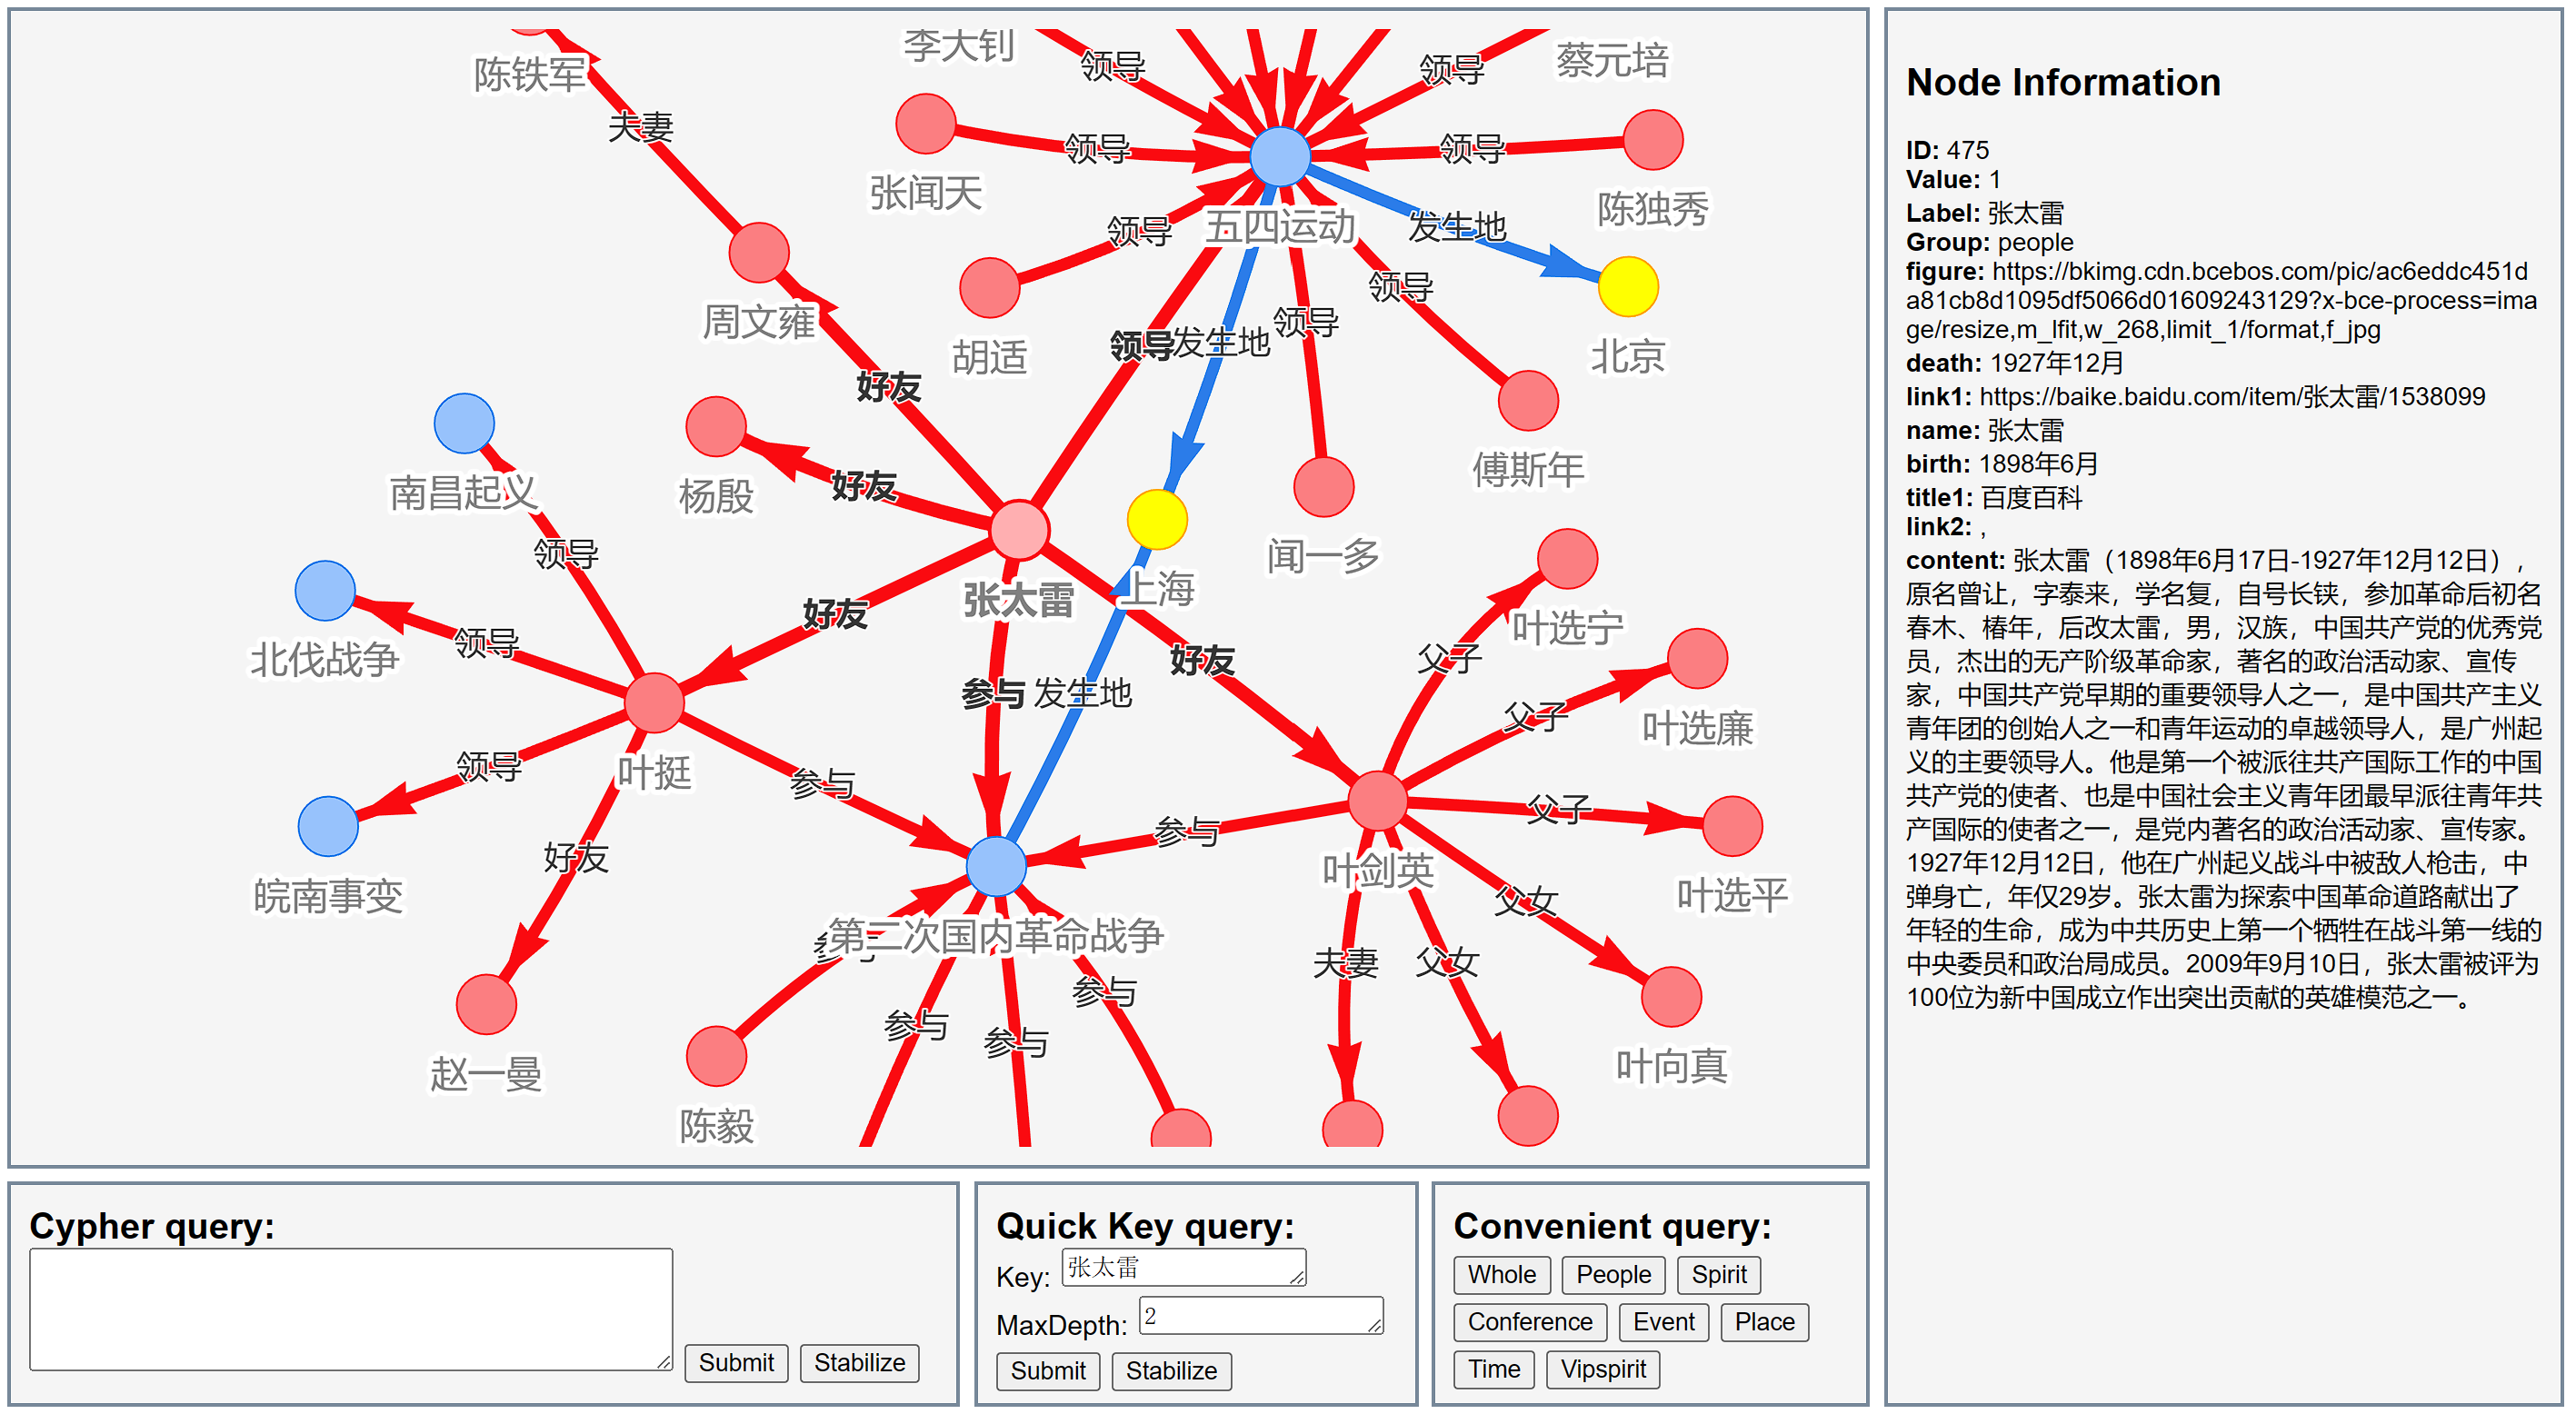 李大钊
领导
领导
蔡元培
陈铁军
夫妻
张闻天
领导
领导
陈独秀
领导
五四运动
发生地
周文雍
胡适
领导
发生地
领导
领导
北京
好友
南昌起义
杨殷
好友
傅斯年
领导
张太雷
上海
闻一多
北伐战争
领导
好友
好友
叶选宁
父子
叶挺
参与
发生地
父子
叶选廉
领导
参与
参与
父子
皖南事变
好友
叶剑英
父女
叶选平
第二次国内革命战争
参与
参与
参与
参与
夫妻
父女
赵一曼
陈毅
叶向真
Node Information
ID: 475
Value: 1
Label: 张太雷
Group: people
figure: https://bkimg.cdn.bcebos.com/pic/ac6eddc451d
a81cb8d1095df5066d01609243129?x-bce-process=ima
ge/resize,m_lfit,w_268,limit_1/format,f_jpg
death: 1927年12月
link1: https://baike.baidu.com/item/张太雷/1538099
name: 张太雷
birth: 1898年6月
title1: 百度百科
link2: ,
content: 张太雷（1898年6月17日-1927年12月12日），
原名曾让，字泰来，学名复，自号长铗，参加革命后初名
春木、椿年，后改太雷，男，汉族，中国共产党的优秀党
员，杰出的无产阶级革命家，著名的政治活动家、宣传
家，中国共产党早期的重要领导人之一，是中国共产主义
青年团的创始人之一和青年运动的卓越领导人，是广州起
义的主要领导人。他是第一个被派往共产国际工作的中国
共产党的使者、也是中国社会主义青年团最早派往青年共
产国际的使者之一，是党内著名的政治活动家、宣传家。
1927年12月12日，他在广州起义战斗中被敌人枪击，中
弹身亡，年仅29岁。张太雷为探索中国革命道路献出了
年轻的生命，成为中共历史上第一个牺牲在战斗第一线的
中央委员和政治局成员。2009年9月10日，张太雷被评为
100位为新中国成立作出突出贡献的英雄模范之一。
Cypher query:
Submit Stabilize
Quick Key query:
Key: 张太雷
MaxDepth: 2
Submit Stabilize
Convenient query:
Whole People Spirit
Conference Event Place
Time Vipspirit